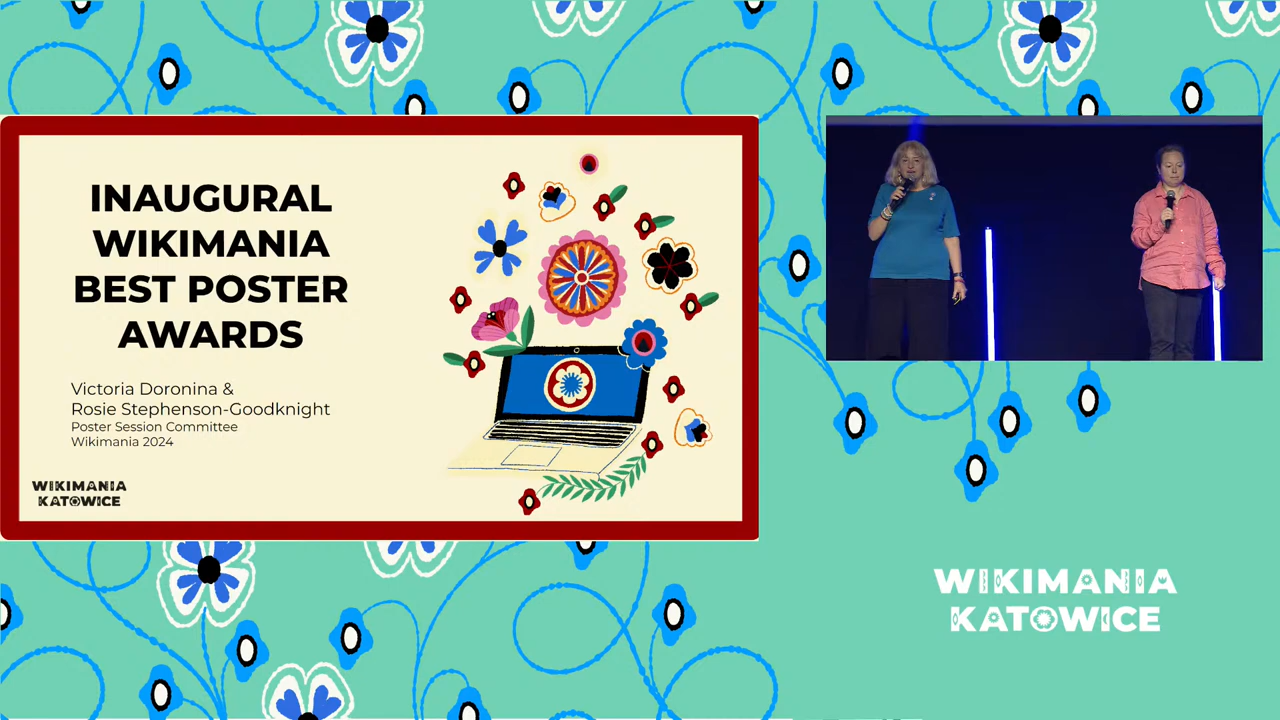 INAUGURAL
WIKIMANIA
BEST POSTER
AWARDS
Victoria Doronina &
Rosie Stephenson-Goodknight
Poster Session Committee
Wikimania 2024
WIKIMANIA
KATOWICE
WIKIMANIA
KATOWICE